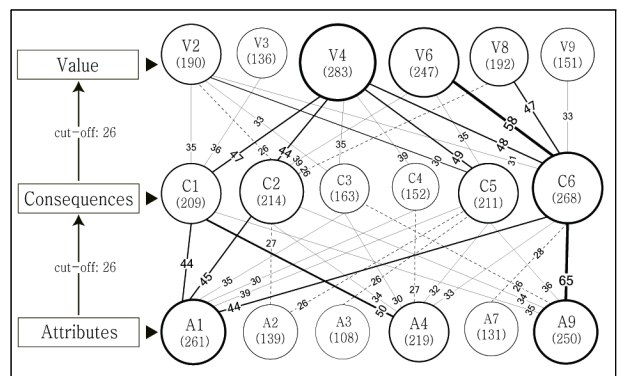 V2 V3 V4 V6 V8 V9
(190) (136) (283) (247) (192) (151)
Value
cut-off: 26
33 58 47 33
35 36 47 26 44 39 26 35 39 30 49 35 48 31
C1 C2 C3 C4 C5 C6
(209) (214) (163) (152) (211) (268)
Consequences
cut-off: 26
44 45 27 28
35 39 30 44 26 26 34 50 30 27 32 33 26 34 35 36 65
A1 A2 A3 A4 A7 A9
(261) (139) (108) (219) (131) (250)
Attributes